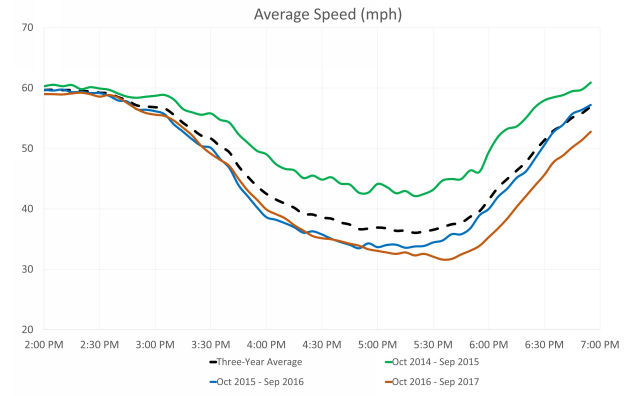 Average Speed (mph)
70
60
50
40
30
20
2:00 PM 2:30 PM 3:00 PM 3:30 PM 4:00 PM 4:30 PM 5:00 PM 5:30 PM 6:00 PM 6:30 PM 7:00 PM
Three-Year Average Oct 2014 - Sep 2015
Oct 2015 - Sep 2016 Oct 2016 - Sep 2017